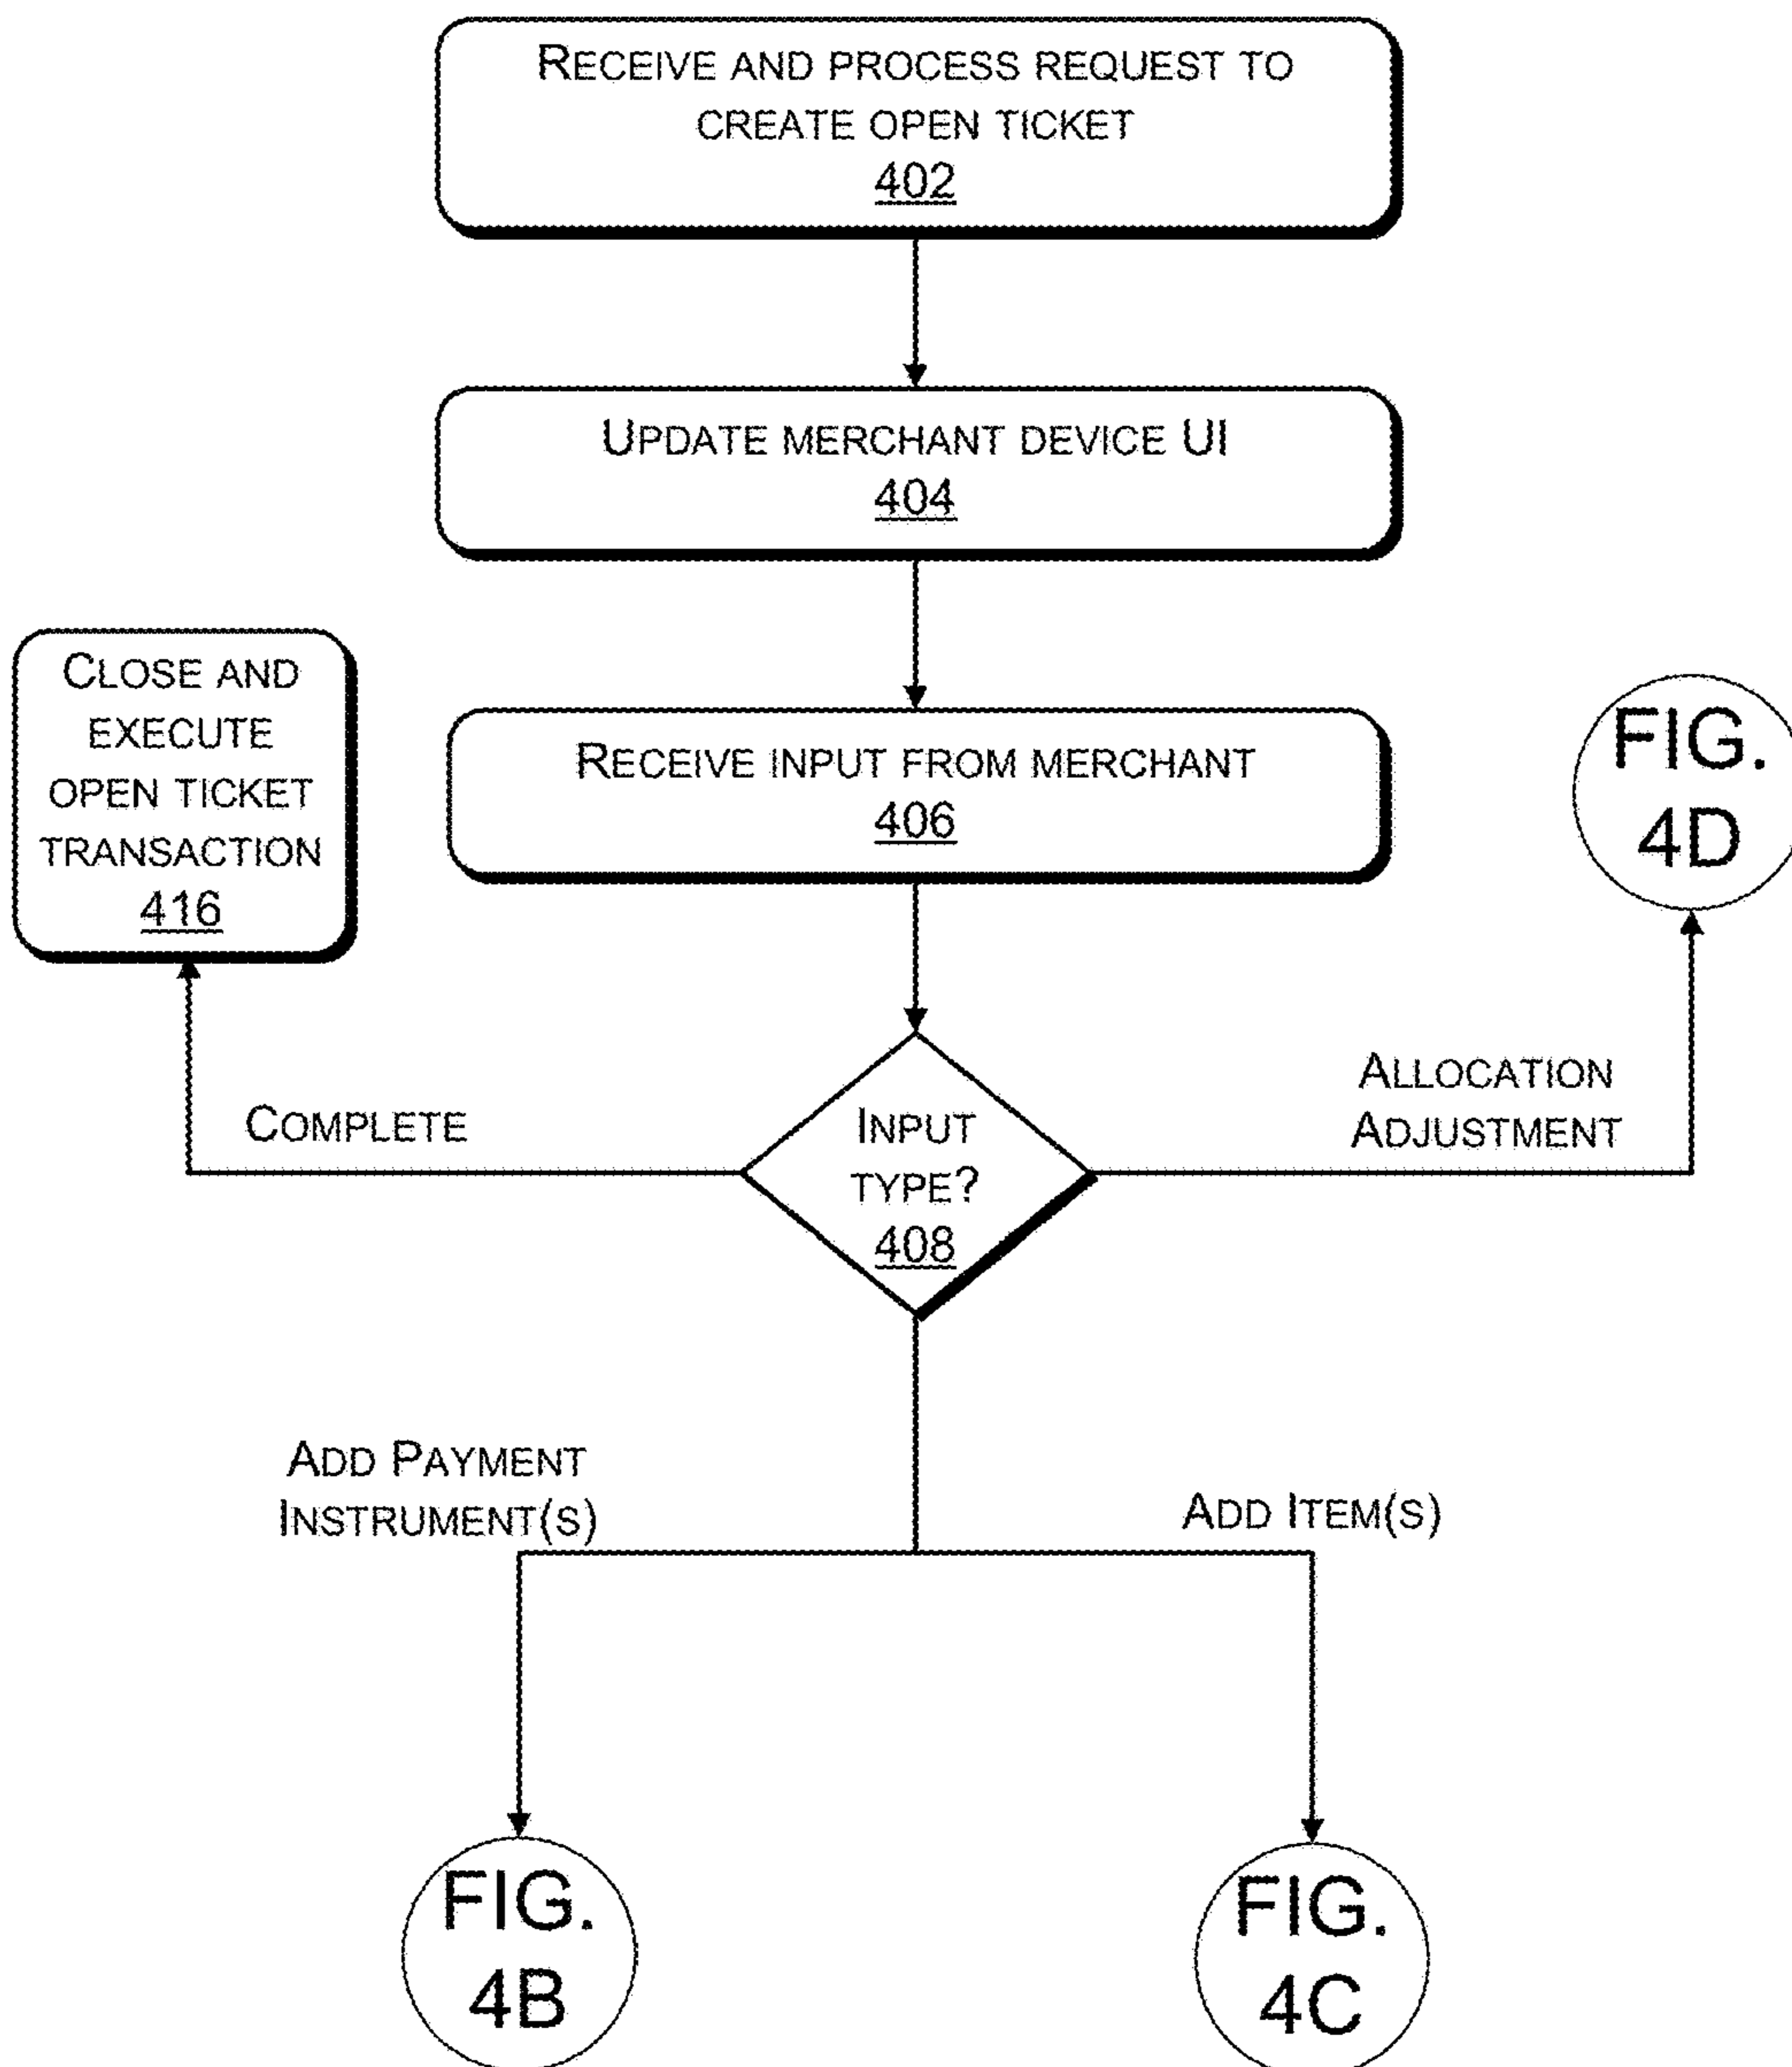 RECEIVE AND PROCESS REQUEST TO
CREATE OPEN TICKET
402
UPDATE MERCHANT DEVICE UI
404
CLOSE AND
EXECUTE
OPEN TICKET
TRANSACTION
416
RECEIVE INPUT FROM MERCHANT
406
FIG.
4D
COMPLETE
INPUT
TYPE?
408
ALLOCATION
ADJUSTMENT
ADD PAYMENT
INSTRUMENT(S)
ADD ITEM(S)
FIG.
4B
FIG.
4C